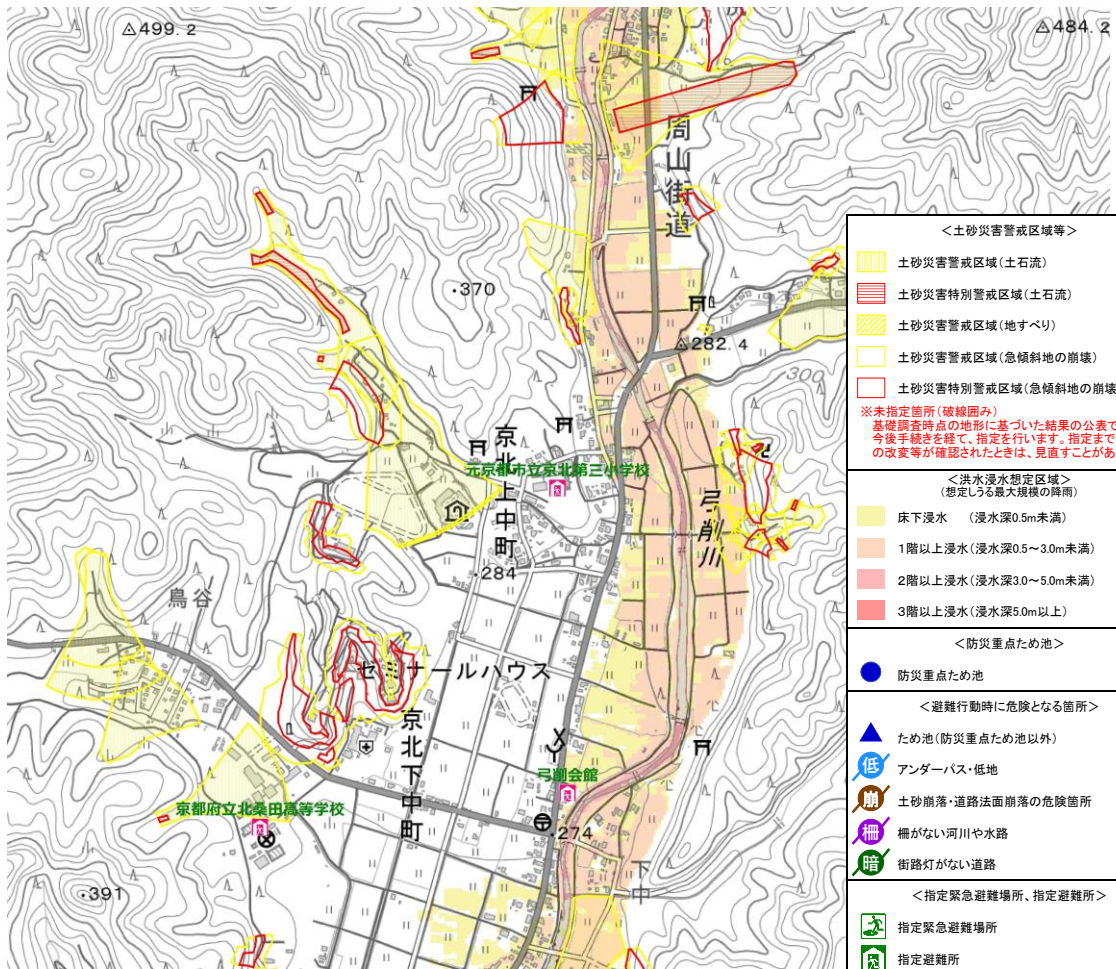 499.2
484.2
周山街道
・370
282.4
300
京北上中町
元京都市立京北第三小学校
弓削川
・284
鳥谷
ゼミナールハウス
京北下中町
弓削会館
京都府立北桑田高等学校
・274
下中
・391
＜土砂災害警戒区域等＞
土砂災害警戒区域(土石流)
土砂災害特別警戒区域(土石流)
土砂災害警戒区域(地すべり)
土砂災害警戒区域(急傾斜地の崩壊)
土砂災害特別警戒区域(急傾斜地の崩壊
※未指定箇所(破線囲み)
基礎調査時点の地形に基づいた結果の公表で
今後手続きを経て、指定を行います。指定まで
の改変等が確認されたときは、見直すことがあ
＜洪水浸水想定区域＞
(想定しうる最大規模の降雨)
床下浸水　(浸水深0.5m未満)
1階以上浸水(浸水深0.5～3.0m未満)
2階以上浸水(浸水深3.0～5.0m未満)
3階以上浸水(浸水深5.0m以上)
＜防災重点ため池＞
防災重点ため池
＜避難行動時に危険となる箇所＞
ため池(防災重点ため池以外)
低 アンダーパス・低地
崩 土砂崩落・道路法面崩落の危険箇所
柵 柵がない河川や水路
暗 街路灯がない道路
＜指定緊急避難場所、指定避難所＞
指定緊急避難場所
指定避難所